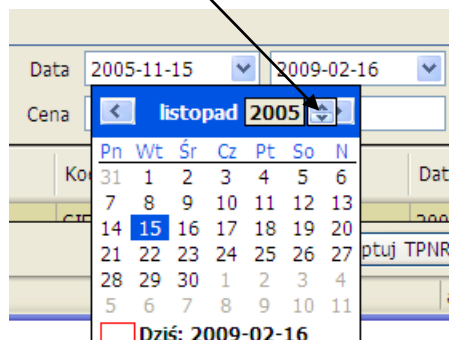 Data 2005-11-15 2009-02-16
Cena
listopad 2005
Pn Wt Śr Cz Pt So N
31 1 2 3 4 5 6
Dat
7 8 9 10 11 12 13
14 15 16 17 18 19 20
21 22 23 24 25 26 27
ptuj TPNR
28 29 30 1 2 3 4
5 6 7 8 9 10 11
Dziś: 2009-02-16